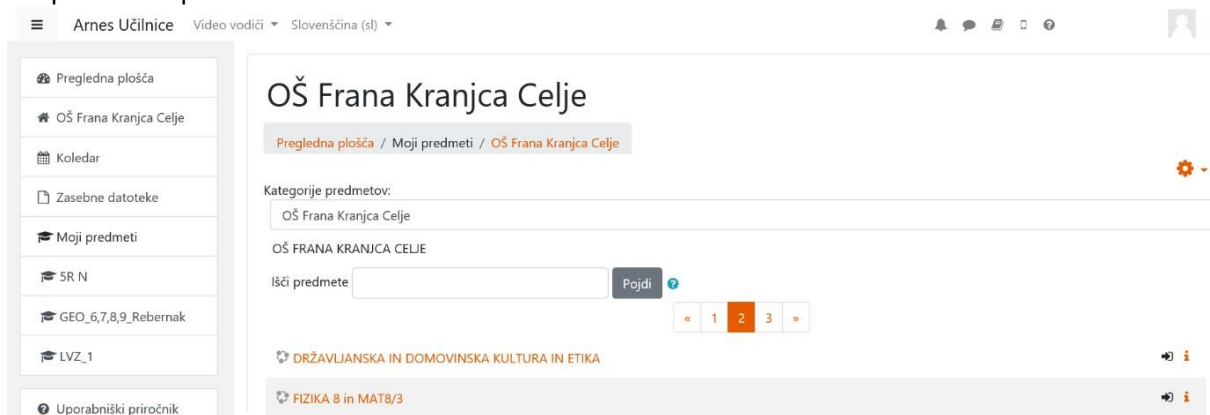 Arnes Učilnice Video vodiči Slovenščina (sl)
Pregledna plošča
OŠ Frana Kranjca Celje
Koledar
Zasebne datoteke
Moji predmeti
5R N
GEO_6,7,8,9_Rebernak
LVZ_1
Uporabniški priročnik
OŠ Frana Kranjca Celje
Pregledna plošča / Moji predmeti / OŠ Frana Kranjca Celje
Kategorije predmetov:
OŠ Frana Kranjca Celje
OŠ FRANA KRANJCA CELJE
Išči predmete Pojdi
« 1 2 3 »
DRŽAVLJANSKA IN DOMOVINSKA KULTURA IN ETIKA
FIZIKA 8 in MAT8/3